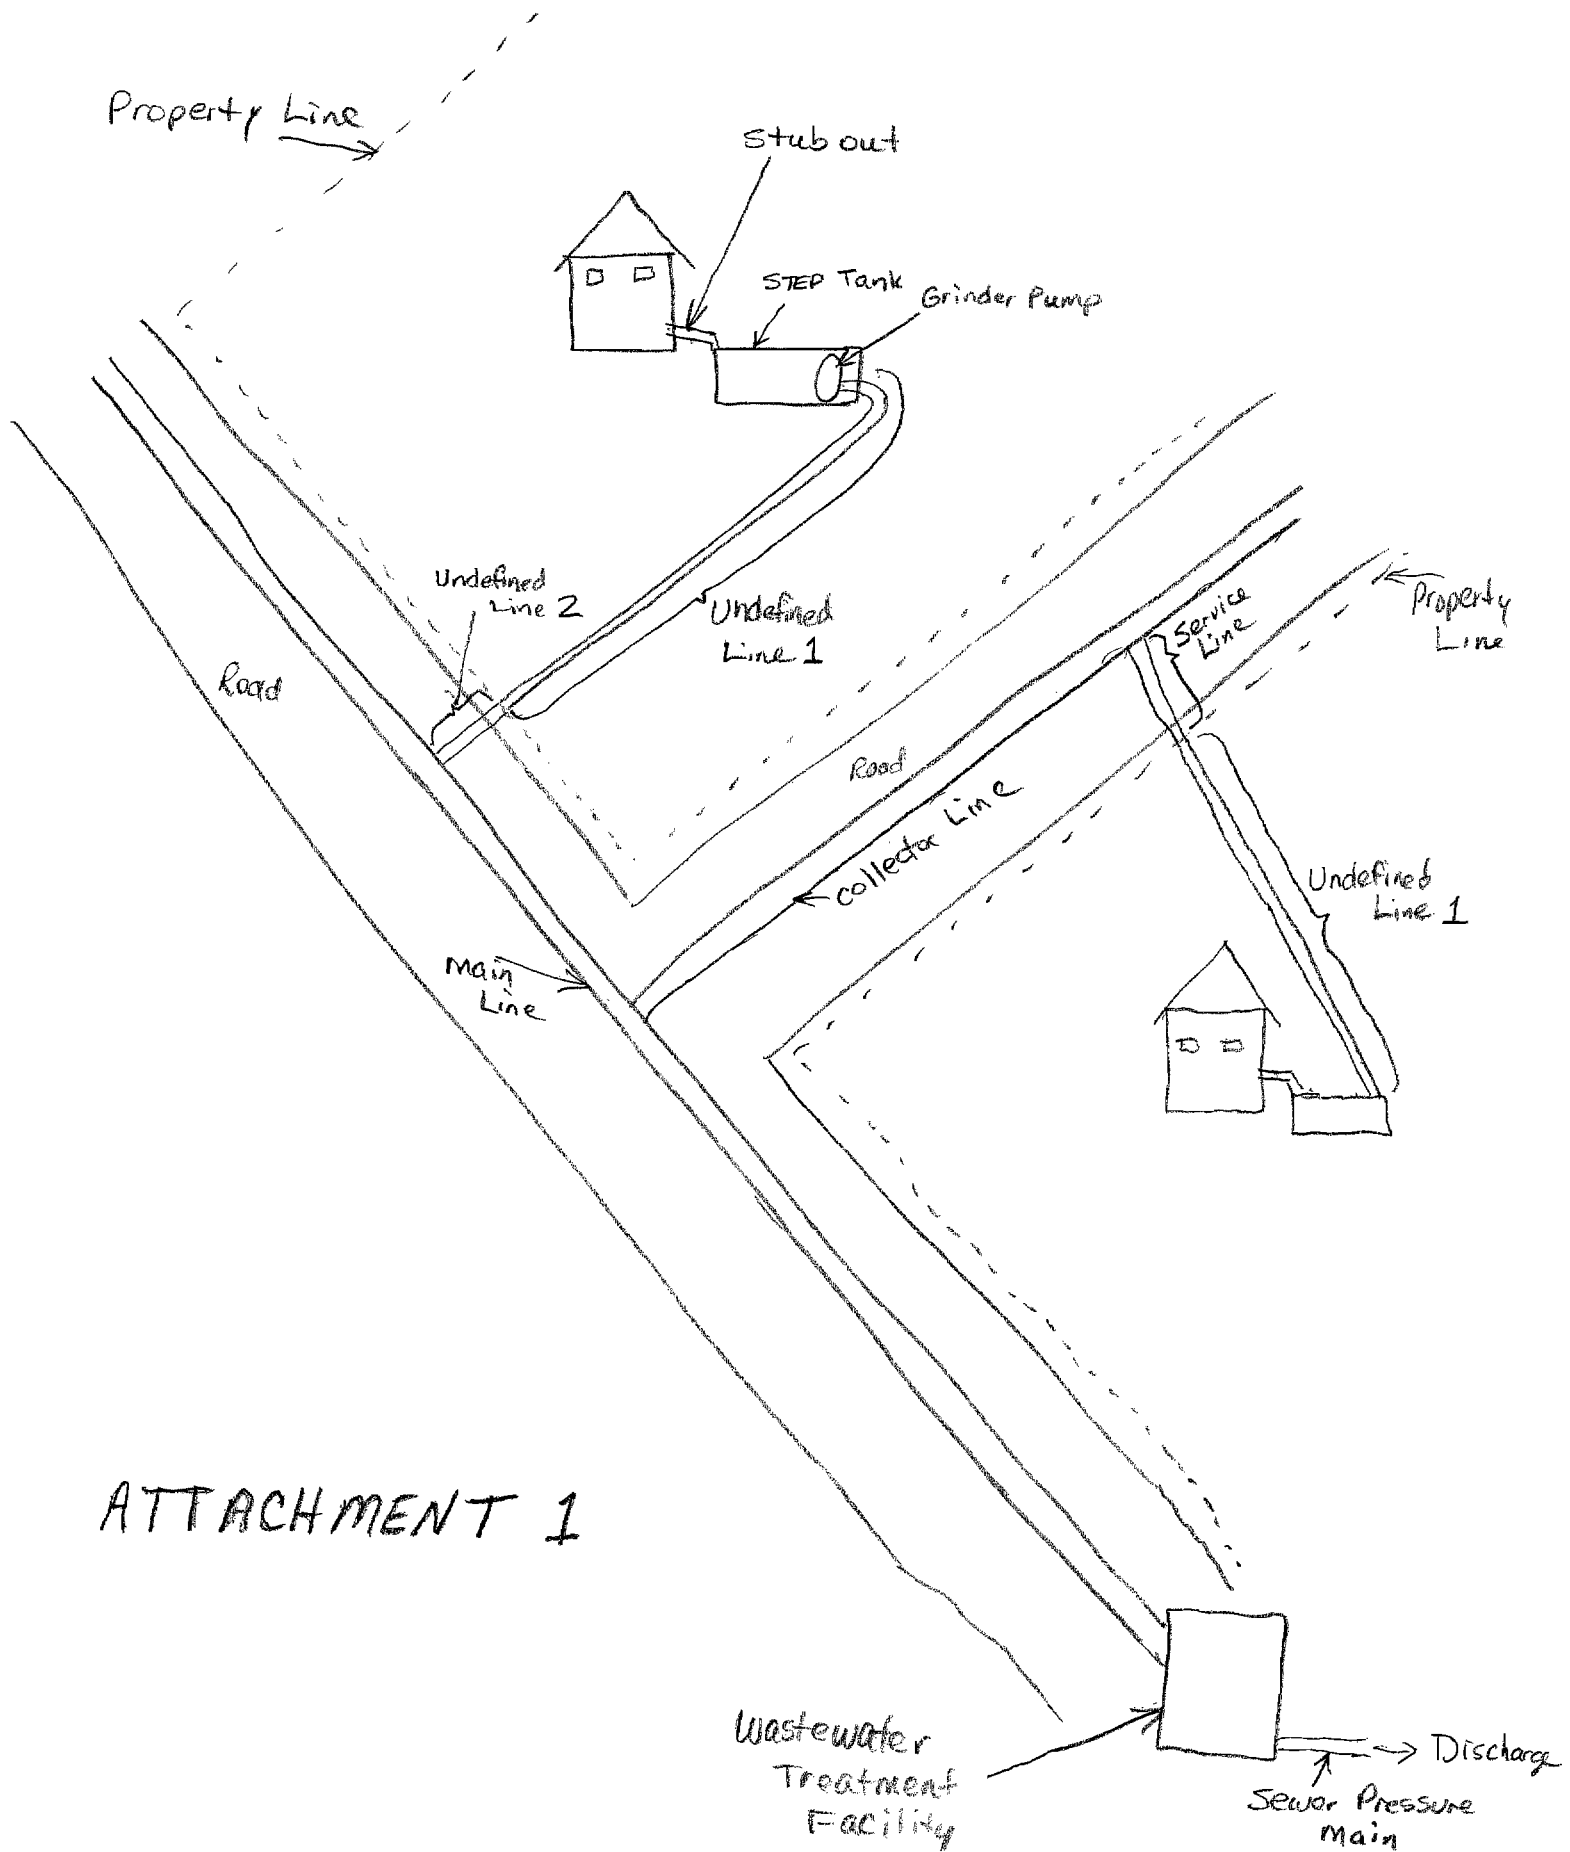 Property Line
Stub out
STEP Tank
Grinder Pump
Undefined
Line 2
Undefined
Line 1
Property
Line
Service
Line
Road
Road
Collector Line
Undefined
Line 1
Main
Line
ATTACHMENT 1
Wastewater
Treatment
Facility
Discharge
Sewer Pressure
Main